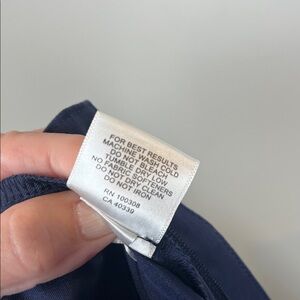 FOR BEST RESULTS
MACHINE WASH COLD
DO NOT BLEACH
TUMBLE DRY LOW
NO FABRIC SOFTENERS
DO NOT DRY CLEAN
DO NOT IRON
RN 100308
CA 40339